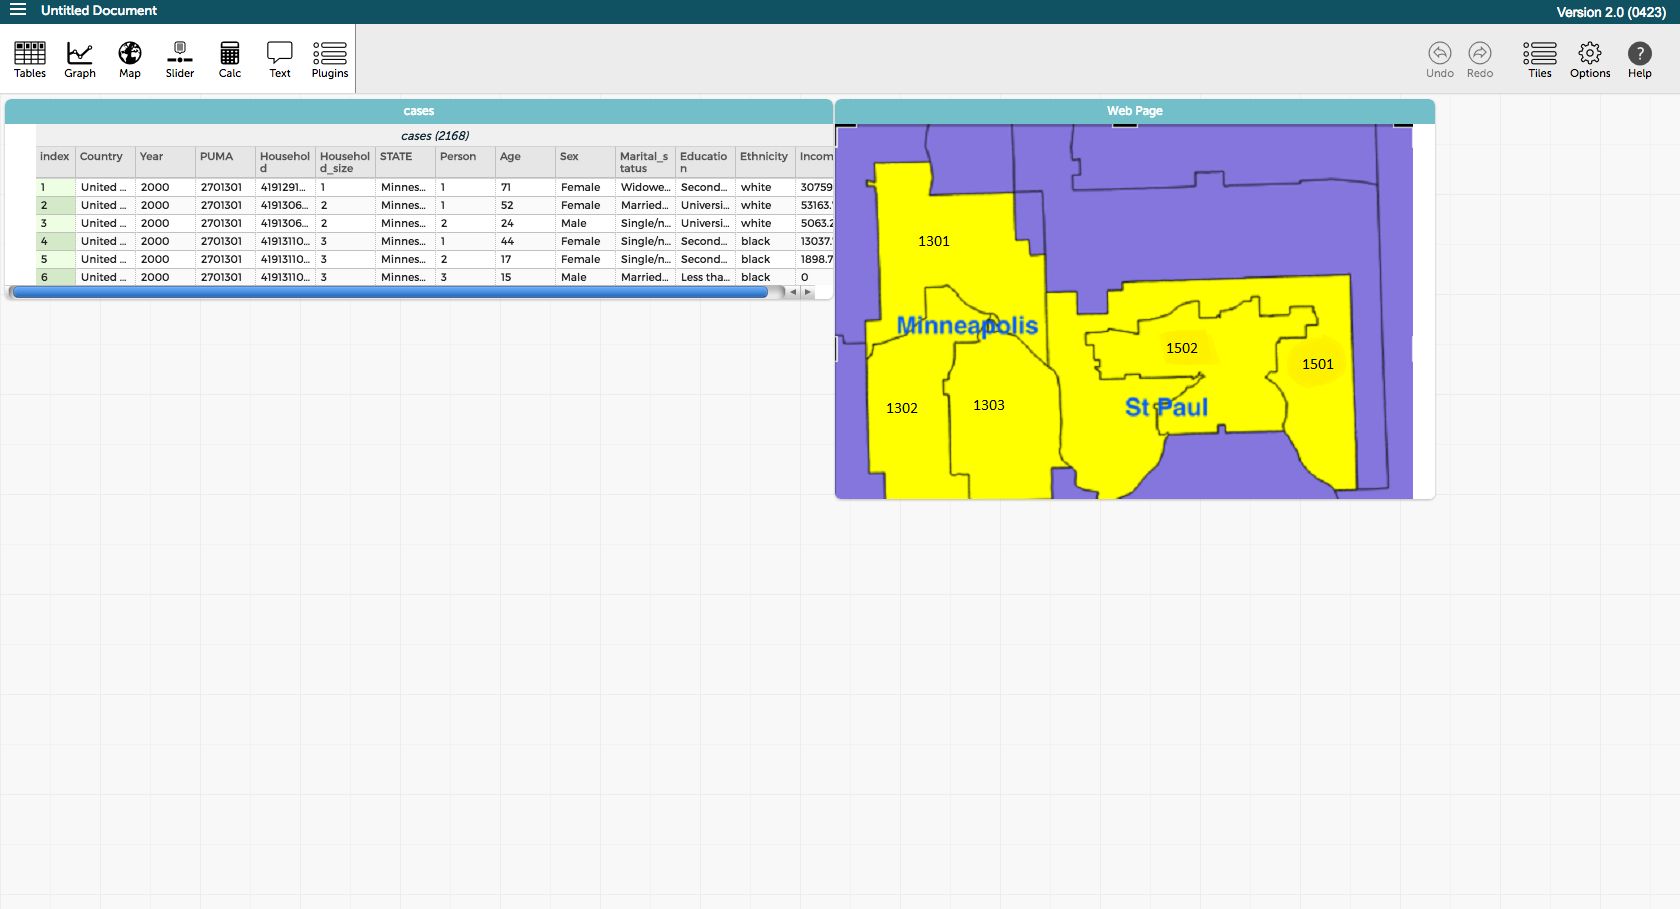 Untitled Document
Version 2.0 (0423)
Tables Graph Map Slider Calc Text Plugins
Undo Redo Tiles Options Help
cases
cases (2168)
index Country Year PUMA Househol d Househol d_size STATE Person Age Sex Marital_s tatus Educatio n Ethnicity Incom
1 United ... 2000 2701301 4191291... 1 Minnes... 1 71 Female Widowe... Second... white 30759
2 United ... 2000 2701301 4191306... 2 Minnes... 1 52 Female Married... Universi... white 53163.
3 United ... 2000 2701301 4191306... 2 Minnes... 2 24 Male Single/n... Universi... white 5063.2
4 United ... 2000 2701301 41913110... 3 Minnes... 1 44 Female Single/n... Second... black 13037.
5 United ... 2000 2701301 41913110... 3 Minnes... 2 17 Female Single/n... Second... black 1898.7
6 United ... 2000 2701301 41913110... 3 Minnes... 3 15 Male Married... Less tha... black 0
Web Page
1301
Minneapolis
1502
1501
1302
1303
St Paul